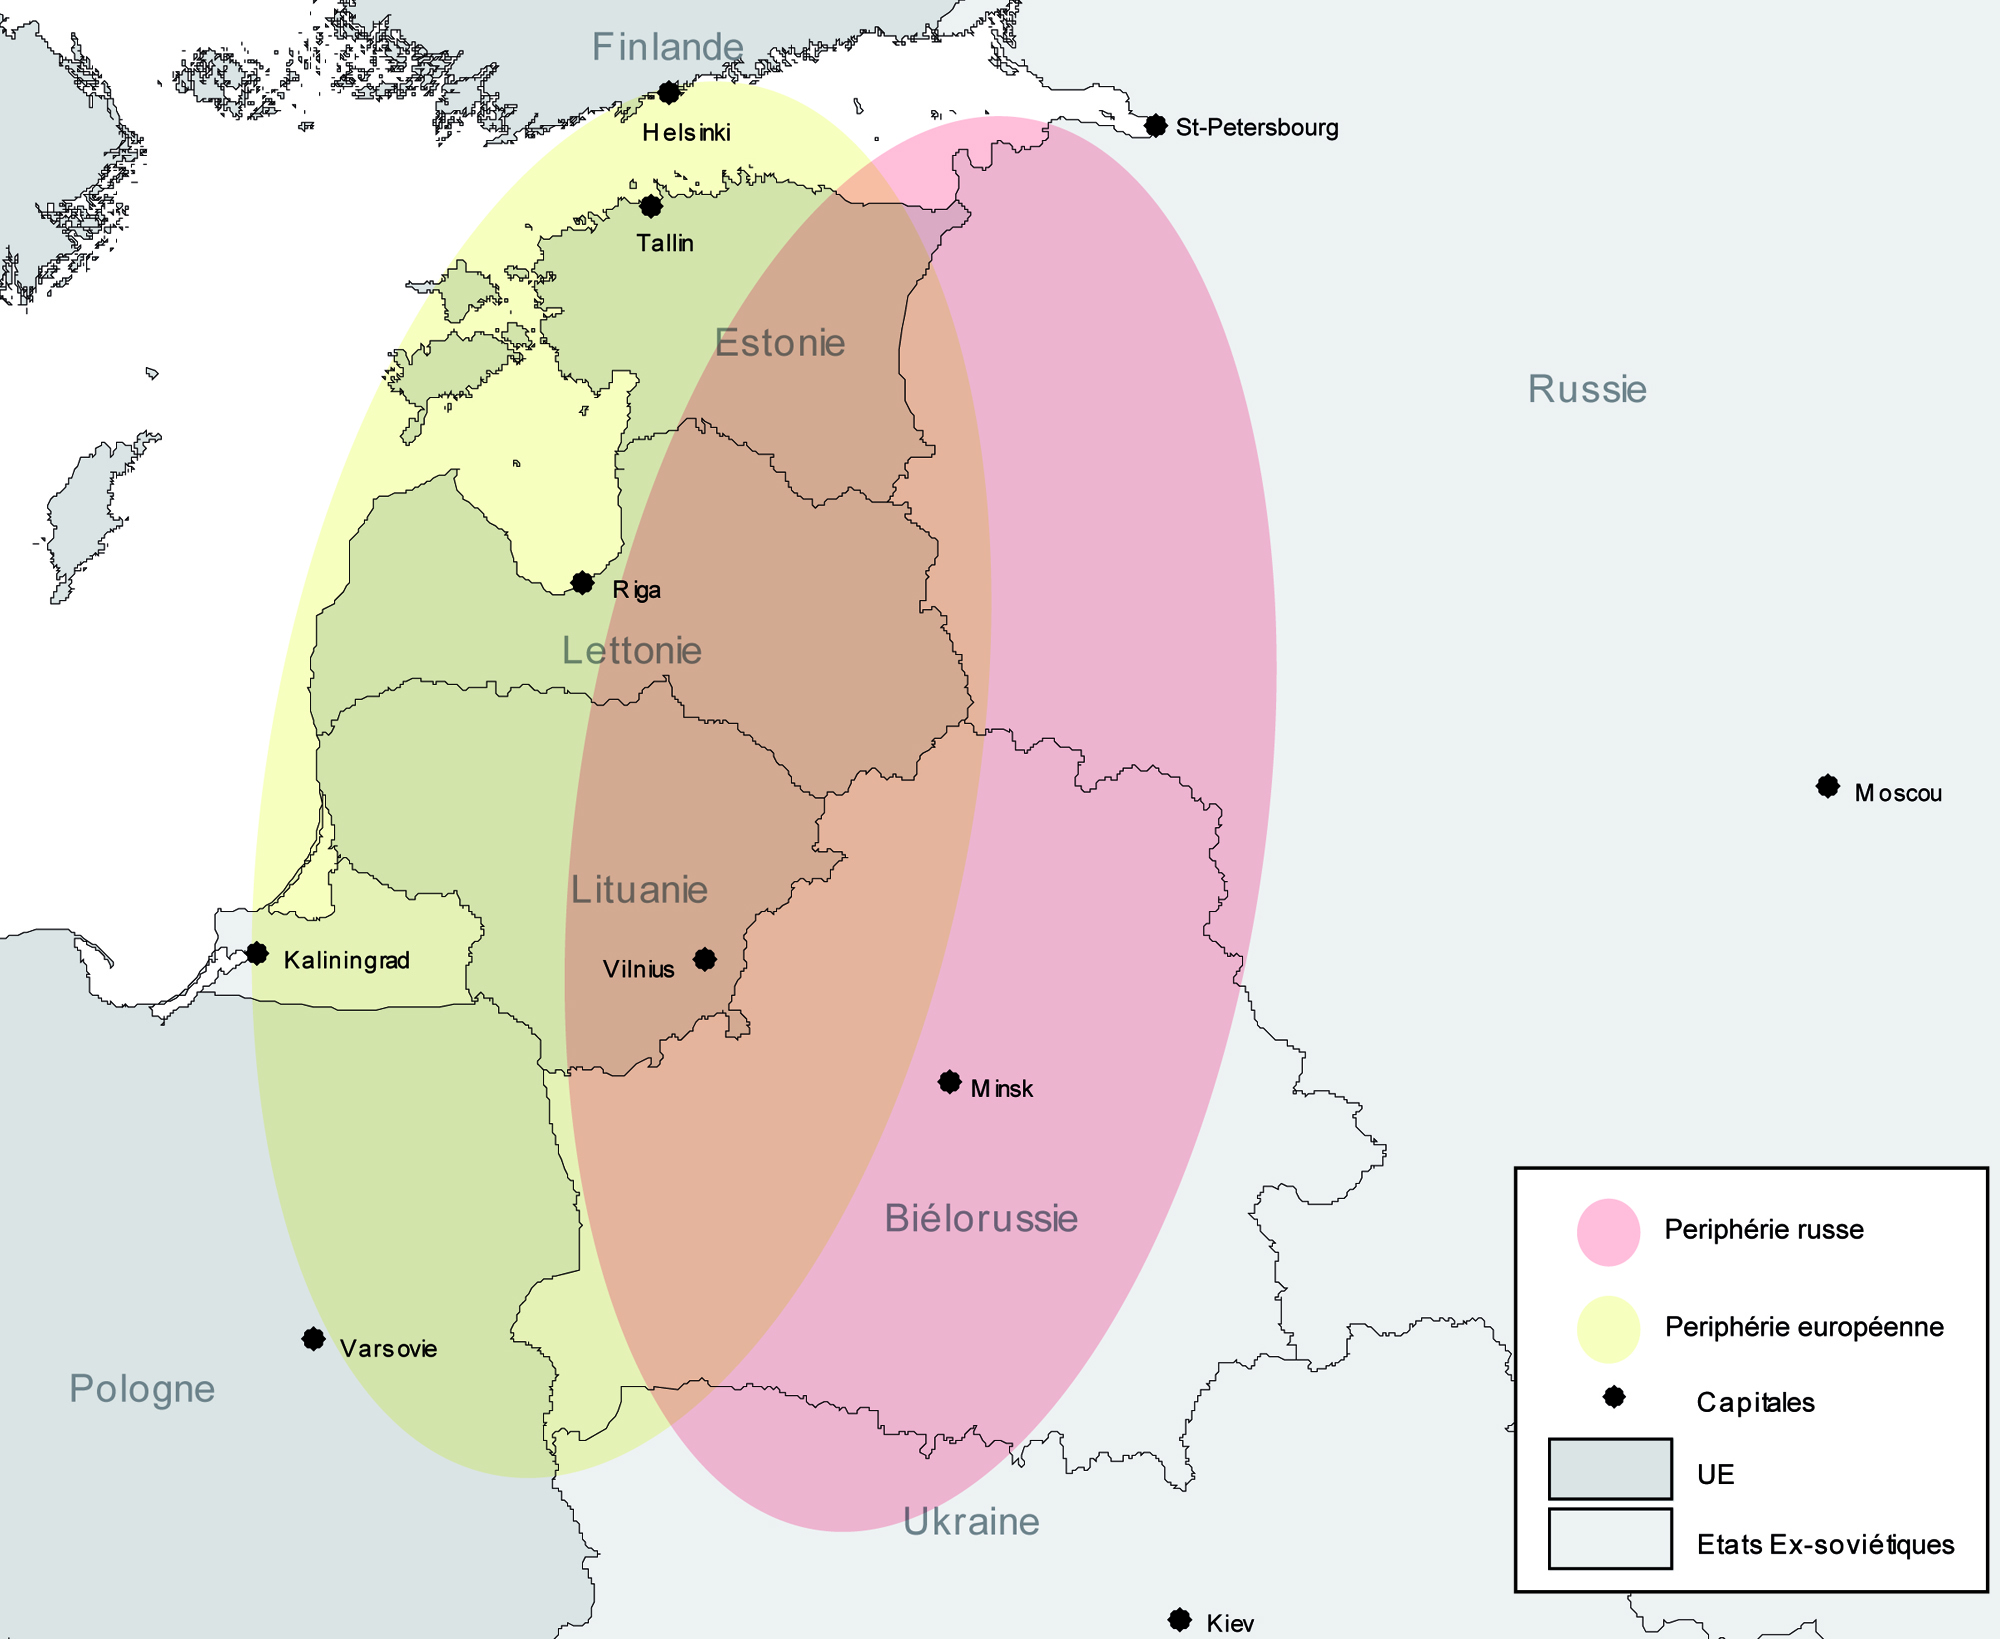 Finlande
Helsinki
St-Petersbourg
Tallin
Estonie
Russie
Riga
Lettonie
Moscou
Lituanie
Kaliningrad
Vilnius
Minsk
Biélorussie
Varsovie
Pologne
Ukraine
Kiev
Periphérie russe
Periphérie européenne
Capitales
UE
Etats Ex-soviétiques